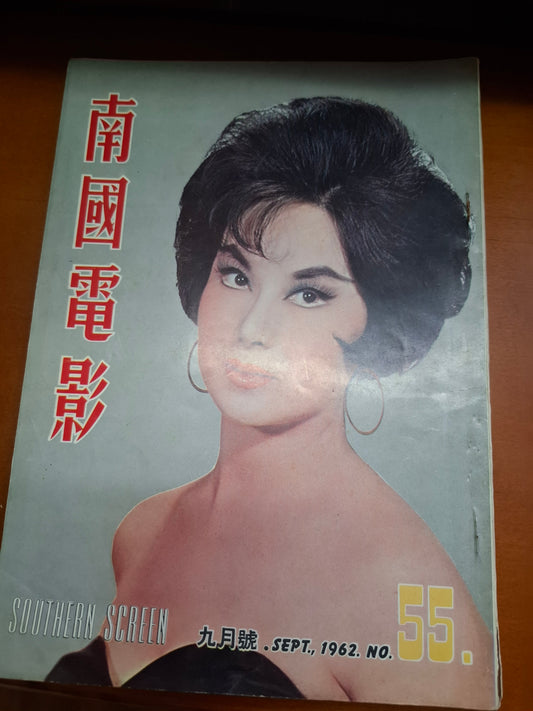 南國電影
SOUTHERN SCREEN
九月號 . SEPT., 1962. NO. 55.